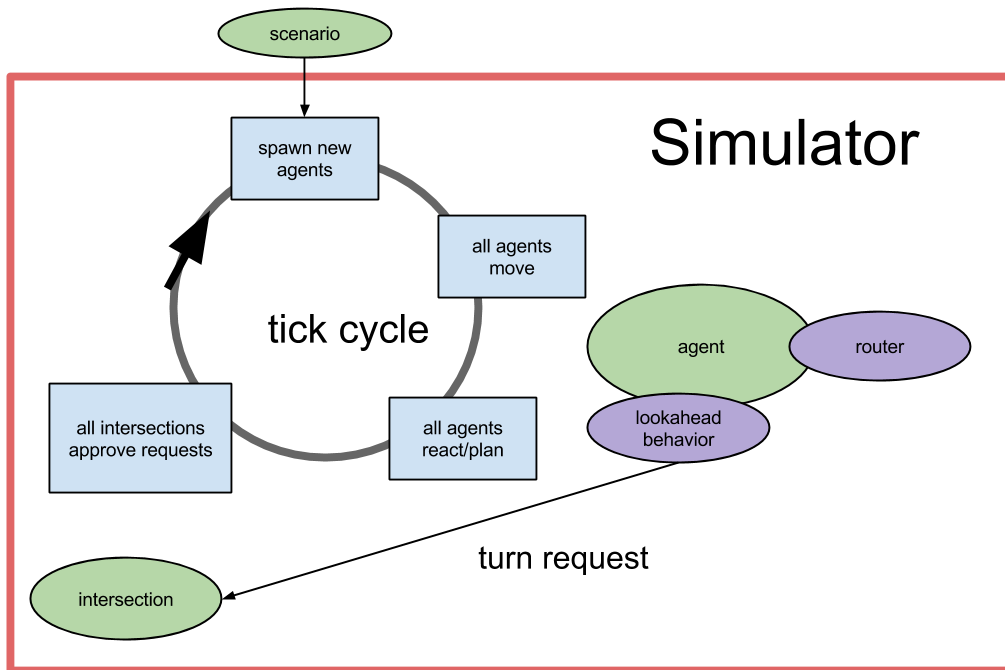 scenario
Simulator
spawn new
agents
all agents
move
tick cycle
agent
router
lookahead
behavior
all intersections
approve requests
all agents
react/plan
turn request
intersection